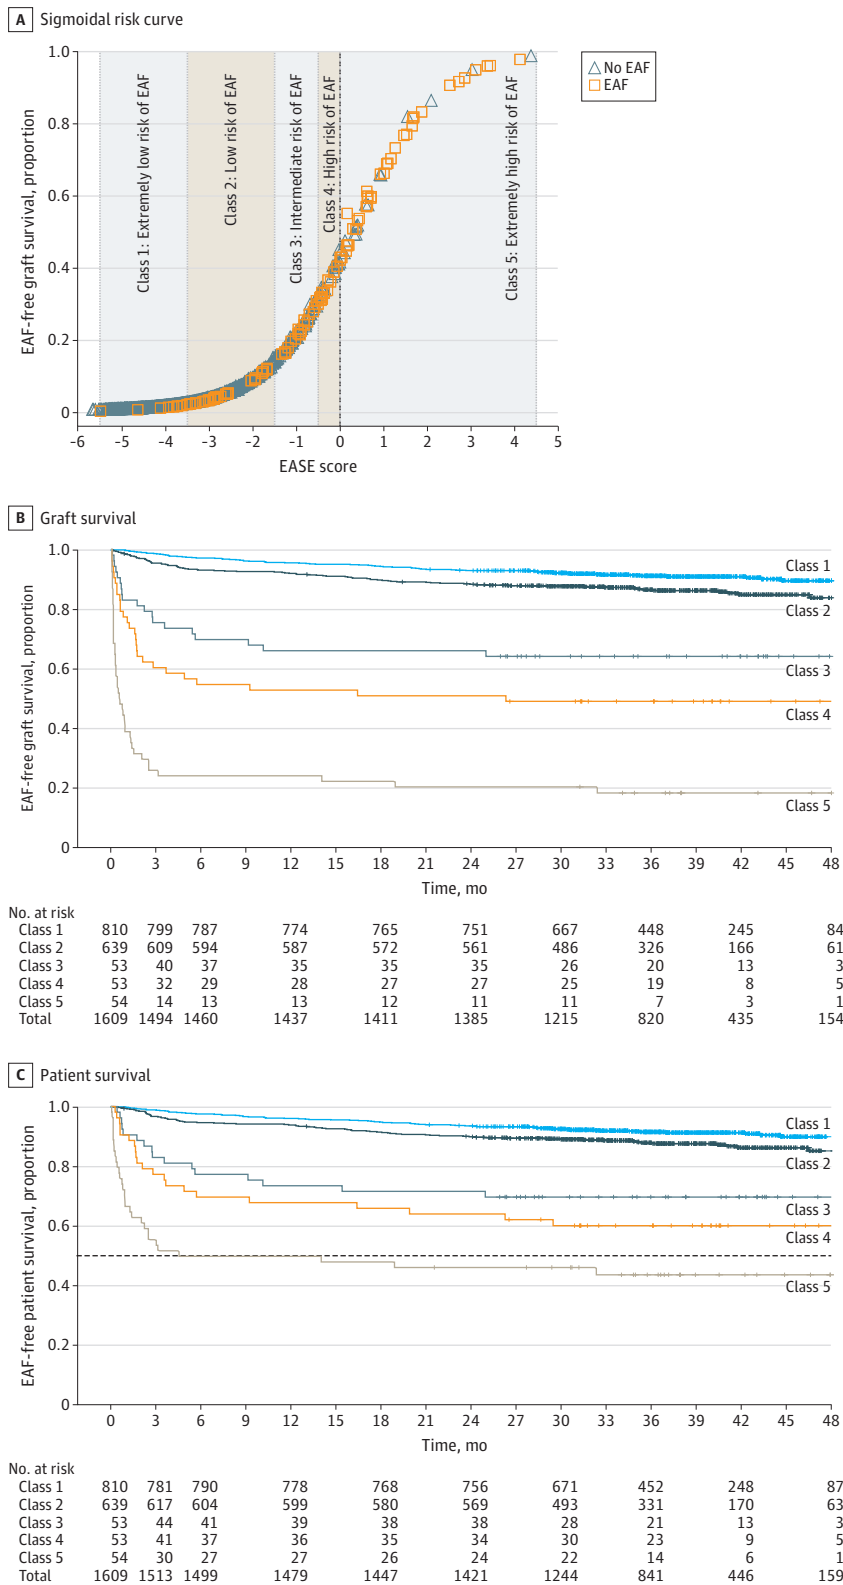 A Sigmoidal risk curve
EAF-free graft survival, proportion
1.0
0.8
0.6
0.4
0.2
0
Class 1: Extremely low risk of EAF
Class 2: Low risk of EAF
Class 3: Intermediate risk of EAF
Class 4: High risk of EAF
Class 5: Extremely high risk of EAF
No EAF
EAF
-6 -5 -4 -3 -2 -1 0 1 2 3 4 5
EASE score
B Graft survival
EAF-free graft survival, proportion
1.0
0.8
0.6
0.4
0.2
0
Class 1
Class 2
Class 3
Class 4
Class 5
0 3 6 9 12 15 18 21 24 27 30 33 36 39 42 45 48
Time, mo
No. at risk
Class 1 810 799 787 774 765 751 667 448 245 84
Class 2 639 609 594 587 572 561 486 326 166 61
Class 3 53 40 37 35 35 35 26 20 13 3
Class 4 53 32 29 28 27 27 25 19 8 5
Class 5 54 14 13 13 12 11 11 7 3 1
Total 1609 1494 1460 1437 1411 1385 1215 820 435 154
C Patient survival
EAF-free patient survival, proportion
1.0
0.8
0.6
0.4
0.2
0
Class 1
Class 2
Class 3
Class 4
Class 5
0 3 6 9 12 15 18 21 24 27 30 33 36 39 42 45 48
Time, mo
No. at risk
Class 1 810 781 790 778 768 756 671 452 248 87
Class 2 639 617 604 599 580 569 493 331 170 63
Class 3 53 44 41 39 38 38 28 21 13 3
Class 4 53 41 37 36 35 34 30 23 9 5
Class 5 54 30 27 27 26 24 22 14 6 1
Total 1609 1513 1499 1479 1447 1421 1244 841 446 159